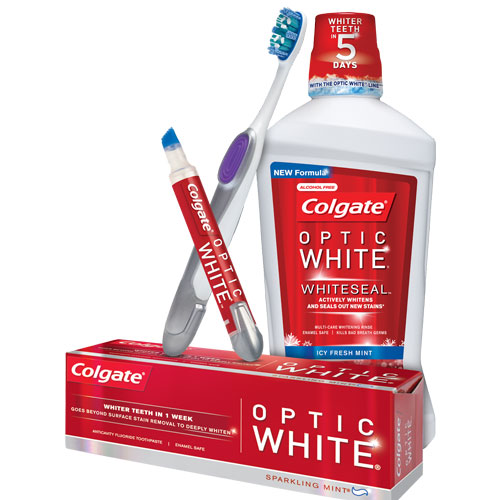 WHITER TEETH
IN 5
DAYS
WITH THE OPTIC WHITE™ LINE
New Formula
ALCOHOL FREE
Colgate®
OPTIC
WHITE®
WHITESEAL™
ACTIVELY WHITENS
AND SEALS OUT NEW STAINS*
MULTI-CARE WHITENING RINSE
ENAMEL SAFE | KILLS BAD BREATH GERMS
ICY FRESH MINT
Colgate®
OPTIC
WHITE
Colgate®
WHITER TEETH IN 1 WEEK
GOES BEYOND SURFACE STAIN REMOVAL TO DEEPLY WHITEN
ANTICAVITY FLUORIDE TOOTHPASTE | ENAMEL SAFE
OPTIC
WHITE®
SPARKLING MINT®